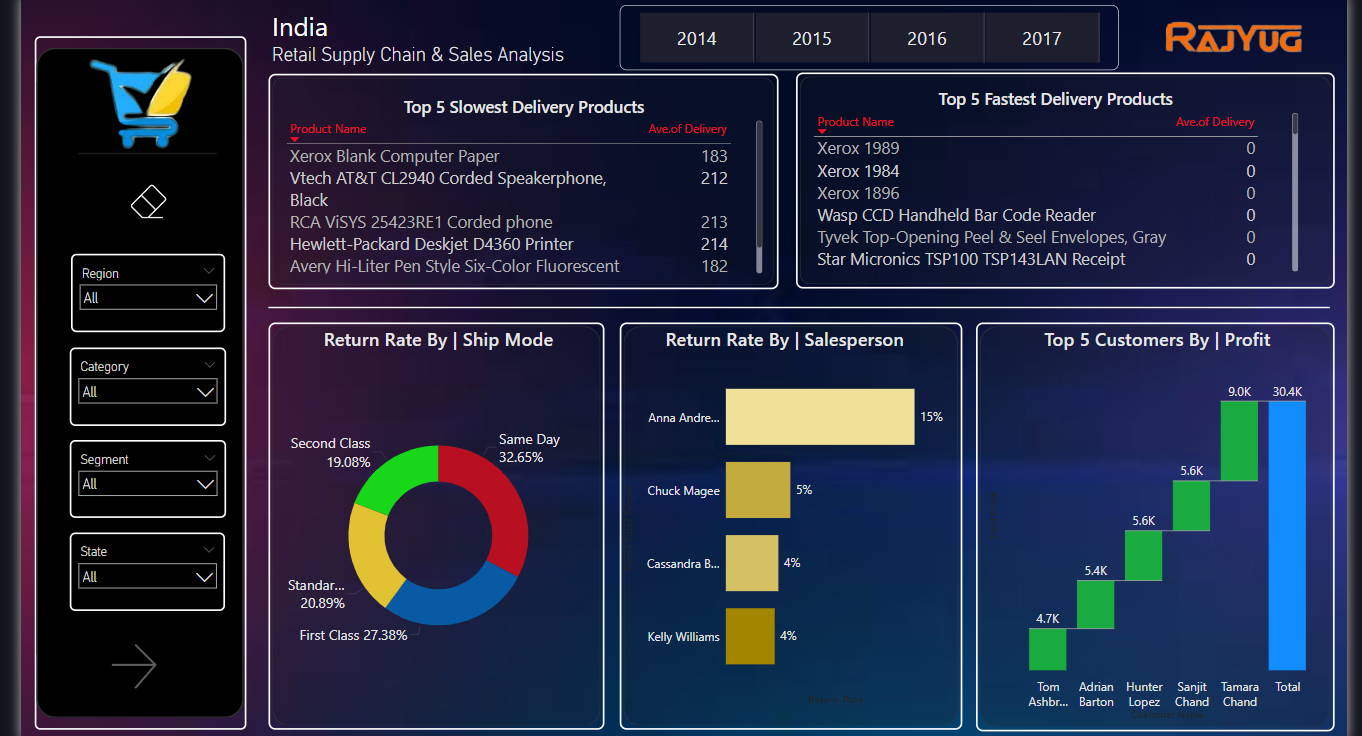 India
Retail Supply Chain & Sales Analysis
2014 2015 2016 2017
RAJYUG
Region
All
Category
All
Segment
All
State
All
Top 5 Slowest Delivery Products
Product Name Ave.of Delivery
Xerox Blank Computer Paper 183
Vtech AT&T CL2940 Corded Speakerphone, 212
Black
RCA ViSYS 25423RE1 Corded phone 213
Hewlett-Packard Deskjet D4360 Printer 214
Avery Hi-Liter Pen Style Six-Color Fluorescent 182
Top 5 Fastest Delivery Products
Product Name Ave.of Delivery
Xerox 1989 0
Xerox 1984 0
Xerox 1896 0
Wasp CCD Handheld Bar Code Reader 0
Tyvek Top-Opening Peel & Seel Envelopes, Gray 0
Star Micronics TSP100 TSP143LAN Receipt 0
Return Rate By | Ship Mode
Same Day
32.65%
Second Class
19.08%
Standar...
20.89%
First Class 27.38%
Return Rate By | Salesperson
Anna Andre... 15%
Chuck Magee 5%
Cassandra B... 4%
Kelly Williams 4%
Return Rate
Top 5 Customers By | Profit
9.0K 30.4K
5.6K
5.6K
5.4K
4.7K
Tom Adrian Hunter Sanjit Tamara Total
Ashbr... Barton Lopez Chand Chand
Customer Name